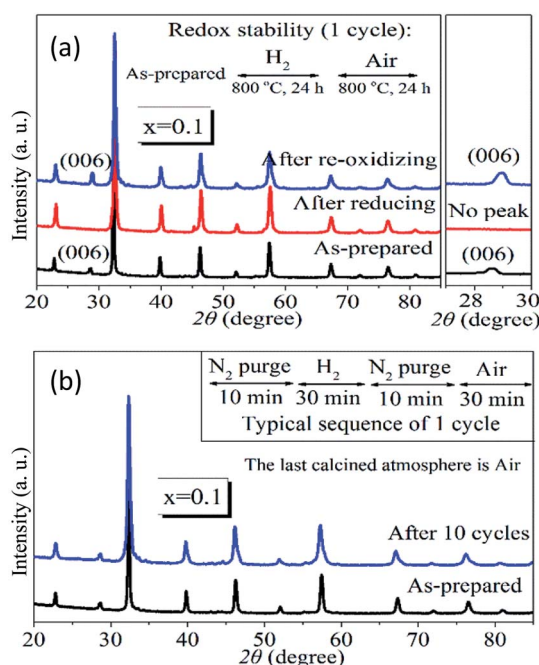 (a)
Redox stability (1 cycle):
As-prepared
H2
Air
800 °C, 24 h
800 °C, 24 h
x=0.1
(006)
After re-oxidizing
After reducing
(006)
As-prepared
20 30 40 50 60 70 80
2θ (degree)
Intensity (a. u.)
(006)
No peak
(006)
28 29 30
2θ (degree)
(b)
N2 purge
H2
N2 purge
Air
10 min
30 min
10 min
30 min
Typical sequence of 1 cycle
The last calcined atmosphere is Air
x=0.1
After 10 cycles
As-prepared
20 30 40 50 60 70 80
2θ (degree)
Intensity (a. u.)